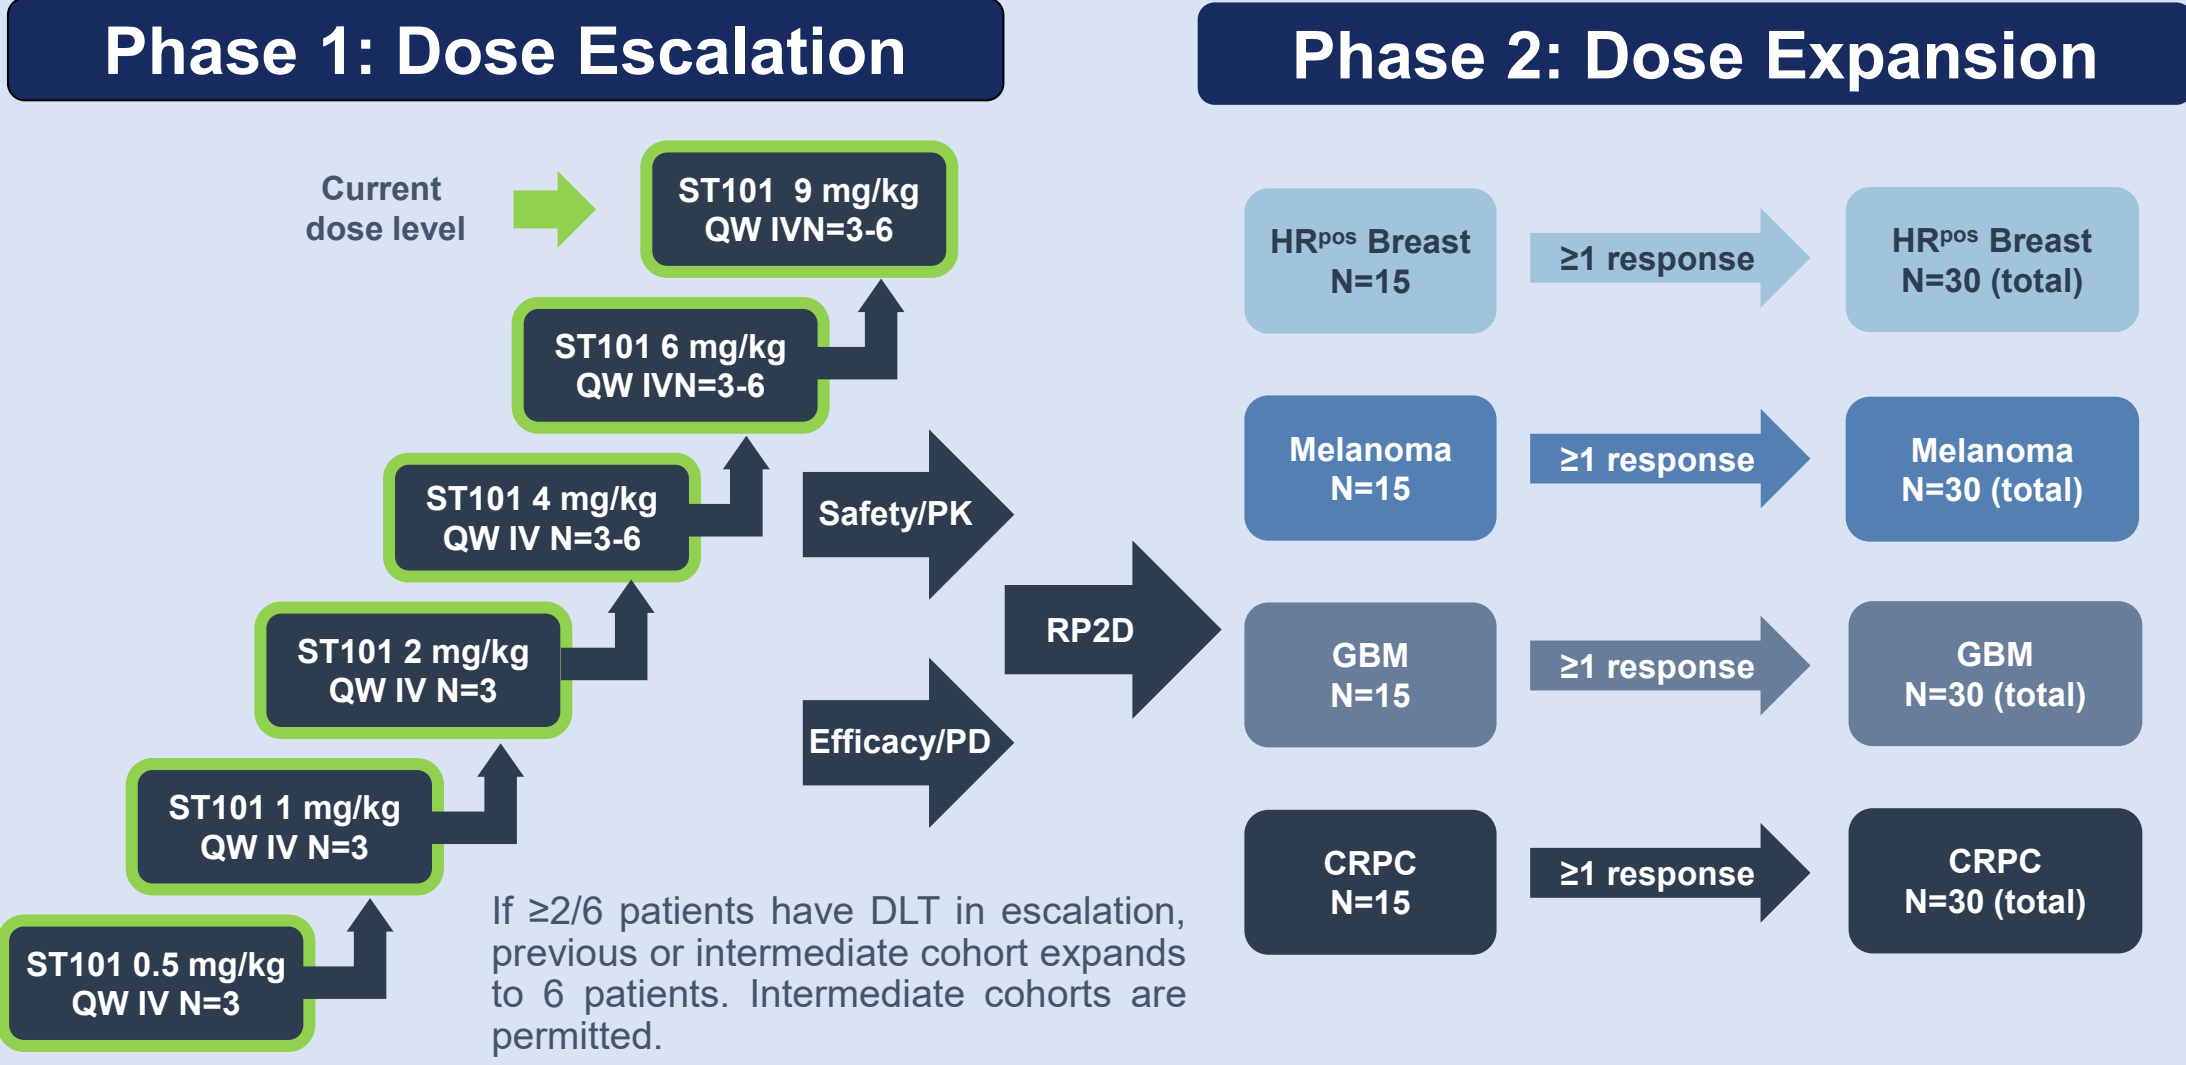 Phase 1: Dose Escalation
Phase 2: Dose Expansion
Current
dose level
ST101  9 mg/kg
QW IVN=3-6
ST101 6 mg/kg
QW IVN=3-6
ST101 4 mg/kg
QW IV N=3-6
ST101 2 mg/kg
QW IV N=3
ST101 1 mg/kg
QW IV N=3
ST101 0.5 mg/kg
QW IV N=3
Safety/PK
Efficacy/PD
RP2D
If ≥2/6 patients have DLT in escalation,
previous or intermediate cohort expands
to 6 patients. Intermediate cohorts are
permitted.
HRᵖᵒˢ Breast
N=15
≥1 response
HRᵖᵒˢ Breast
N=30 (total)
Melanoma
N=15
≥1 response
Melanoma
N=30 (total)
GBM
N=15
≥1 response
GBM
N=30 (total)
CRPC
N=15
≥1 response
CRPC
N=30 (total)